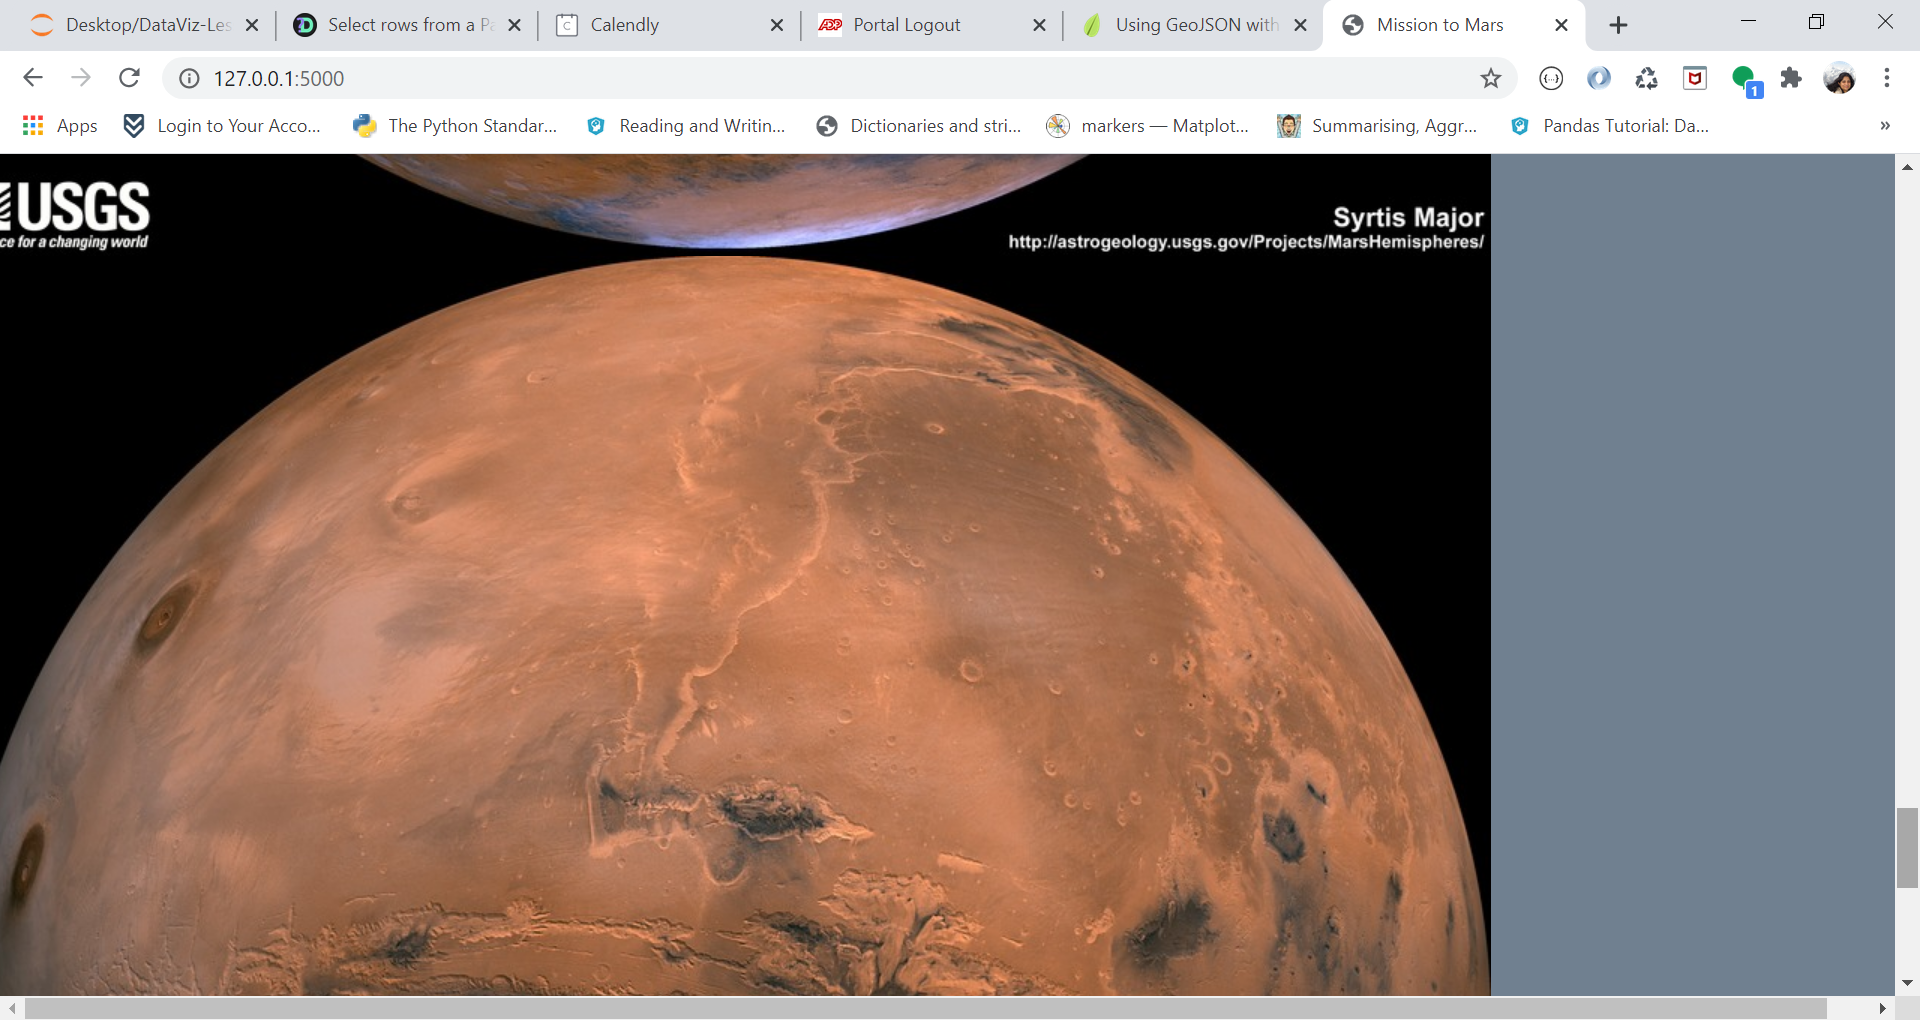 Desktop/DataViz-Les
Select rows from a Pa
Calendly
ADP Portal Logout
Using GeoJSON with
Mission to Mars
127.0.0.1:5000
1
Apps
Login to Your Acco...
The Python Standar...
Reading and Writin...
Dictionaries and stri...
markers — Matplot...
Summarising, Aggr...
Pandas Tutorial: Da...
»
USGS
ce for a changing world
Syrtis Major
http://astrogeology.usgs.gov/Projects/MarsHemispheres/